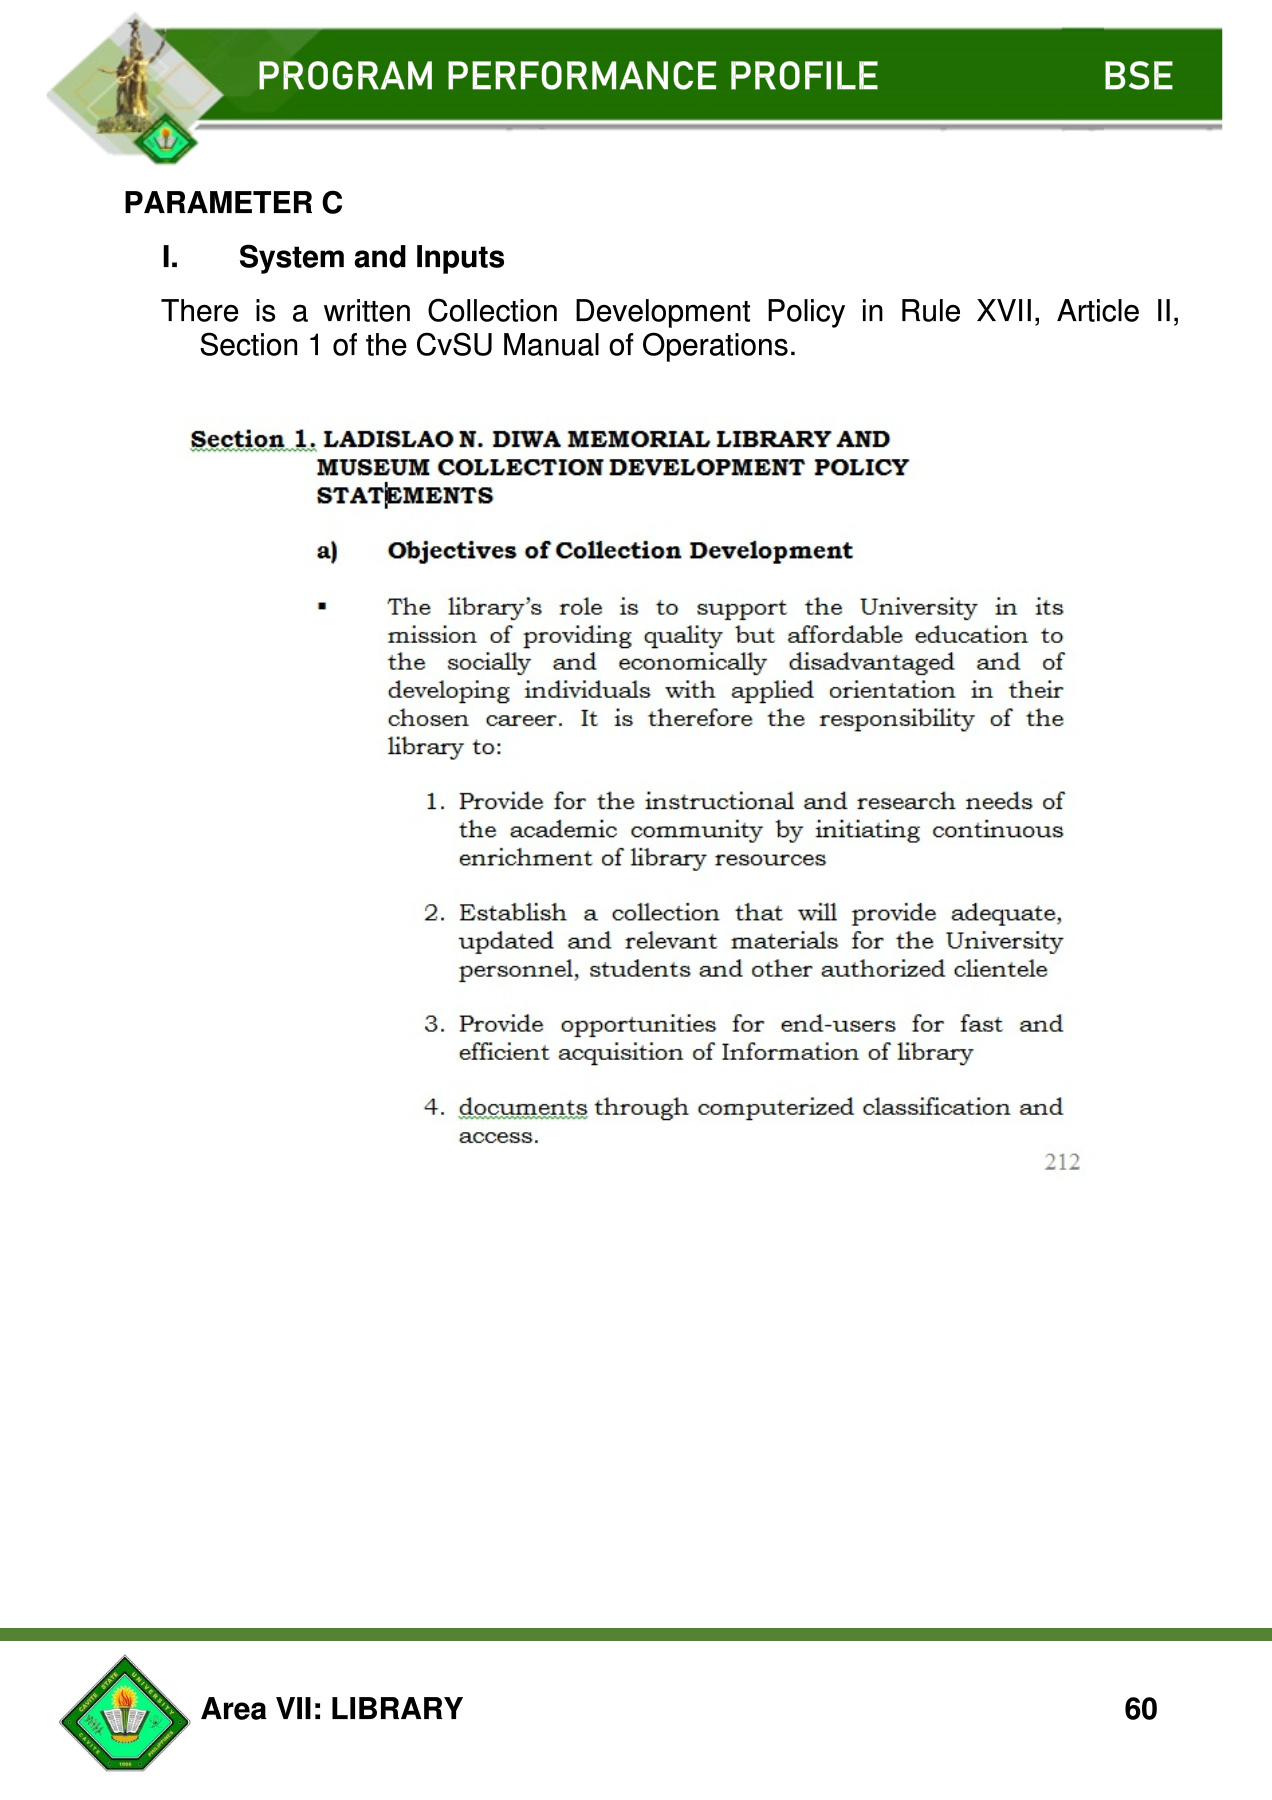 PROGRAM PERFORMANCE PROFILE BSE
PARAMETER C
I. System and Inputs
There is a written Collection Development Policy in Rule XVII, Article II,
Section 1 of the CvSU Manual of Operations.
Section 1. LADISLAO N. DIWA MEMORIAL LIBRARY AND
MUSEUM COLLECTION DEVELOPMENT POLICY
STATEMENTS
a) Objectives of Collection Development
▪ The library's role is to support the University in its
mission of providing quality but affordable education to
the socially and economically disadvantaged and of
developing individuals with applied orientation in their
chosen career. It is therefore the responsibility of the
library to:
1. Provide for the instructional and research needs of
the academic community by initiating continuous
enrichment of library resources
2. Establish a collection that will provide adequate,
updated and relevant materials for the University
personnel, students and other authorized clientele
3. Provide opportunities for end-users for fast and
efficient acquisition of Information of library
4. documents through computerized classification and
access.
212
CAVITE STATE UNIVERSITY
CAVITE PHILIPPINES
1906
Area VII: LIBRARY 60